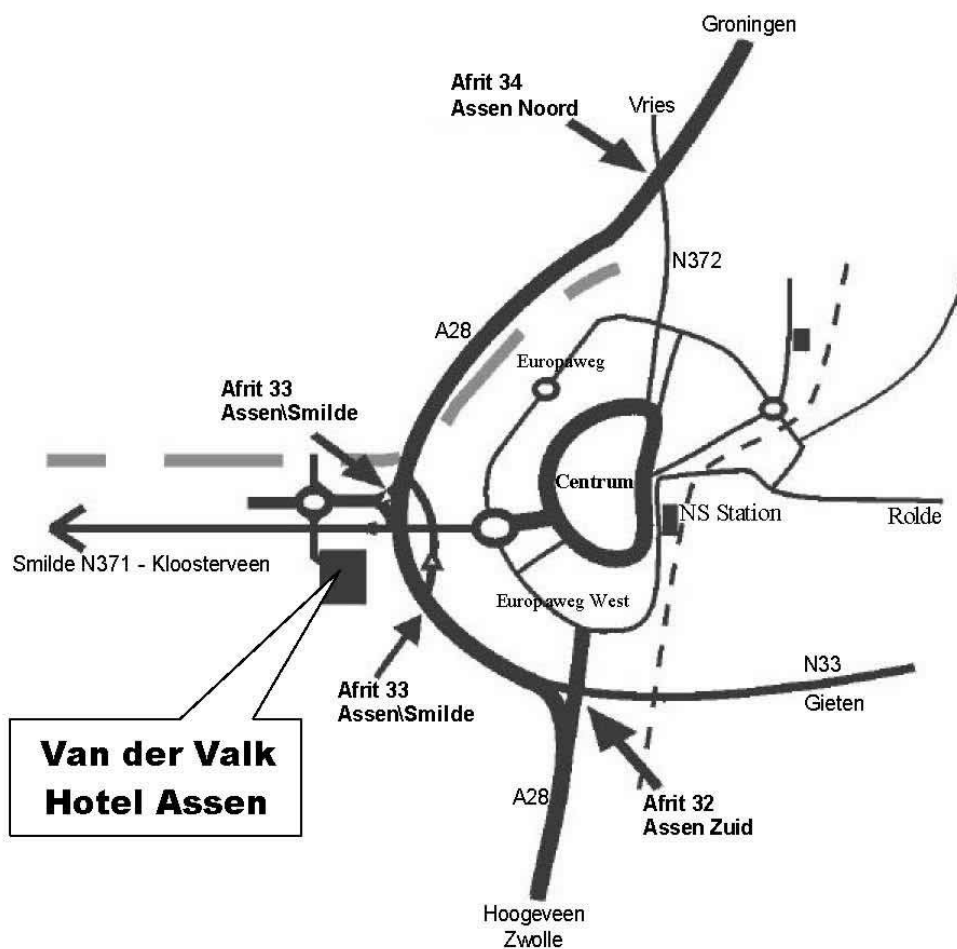 Groningen
Afrit 34
Assen Noord
Vries
N372
A28
Europaweg
Afrit 33
Assen\Smilde
Centrum
NS Station
Rolde
Smilde N371 - Kloosterveen
Europaweg West
N33
Gieten
Afrit 33
Assen\Smilde
Van der Valk
Hotel Assen
A28
Afrit 32
Assen Zuid
Hoogeveen
Zwolle